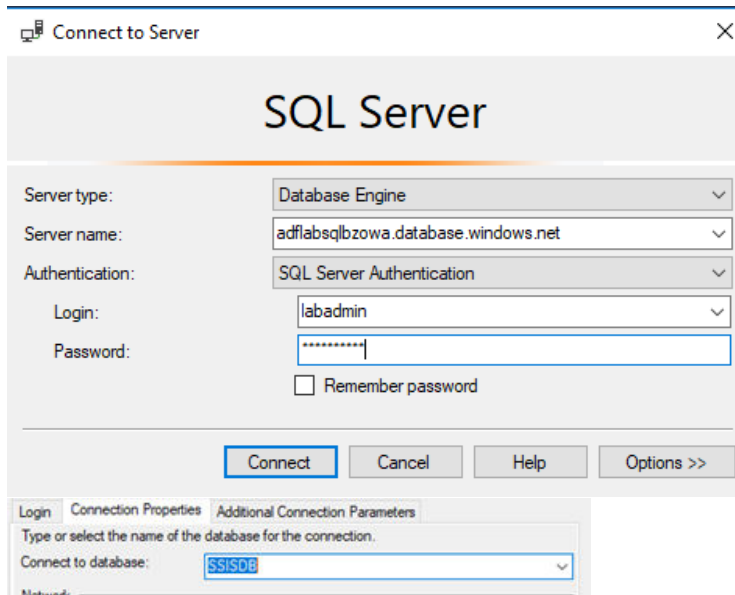 Connect to Server
SQL Server
Server type: Database Engine
Server name: adflabsqlbzowa.database.windows.net
Authentication: SQL Server Authentication
Login: labadmin
Password: **********
Remember password
Connect Cancel Help Options >>
Login Connection Properties Additional Connection Parameters
Type or select the name of the database for the connection.
Connect to database: SSISDB